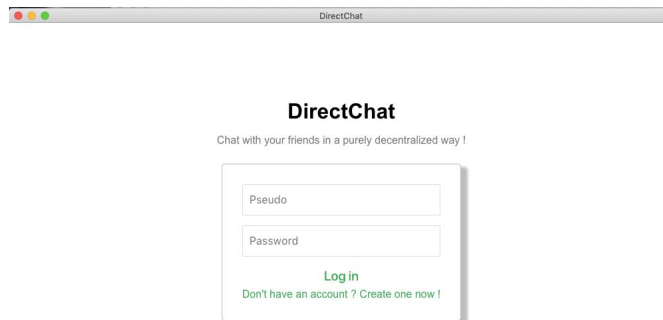 DirectChat
DirectChat
Chat with your friends in a purely decentralized way !
Pseudo
Password
Log in
Don't have an account ? Create one now !